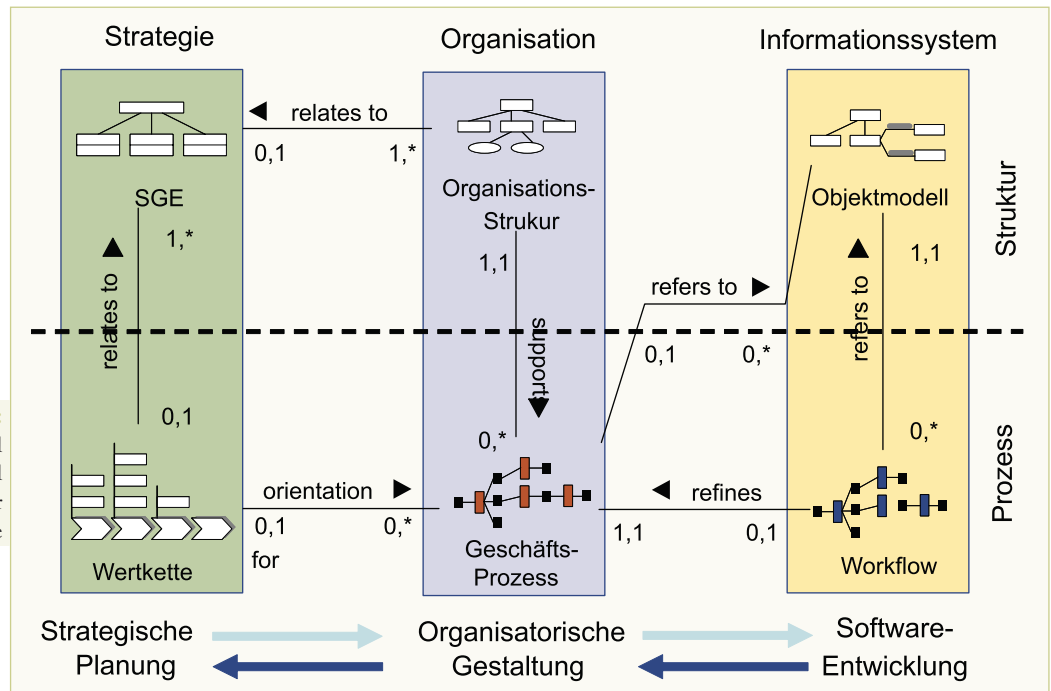 Strategie
Organisation
Informationssystem
relates to
0,1
1,*
SGE
Organisations-
Strukur
Objektmodell
Struktur
1,*
relates to
0,1
1,1
supports
0,*
refers to
0,1
0,*
1,1
refers to
0,*
Prozess
orientation
0,1
0,*
for
refines
1,1
0,1
Wertkette
Geschäfts-
Prozess
Workflow
Strategische
Planung
Organisatorische
Gestaltung
Software-
Entwicklung